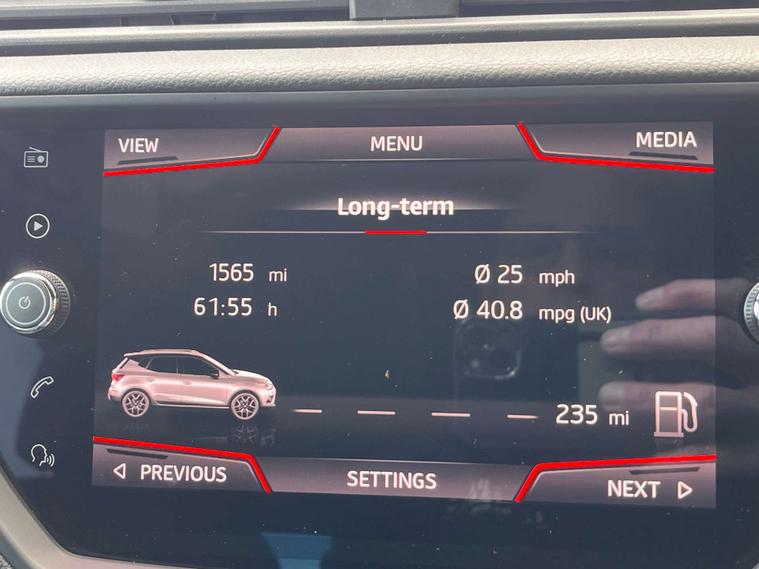 VIEW MENU MEDIA
Long-term
1565 mi Ø 25 mph
61:55 h Ø 40.8 mpg (UK)
235 mi
PREVIOUS SETTINGS NEXT